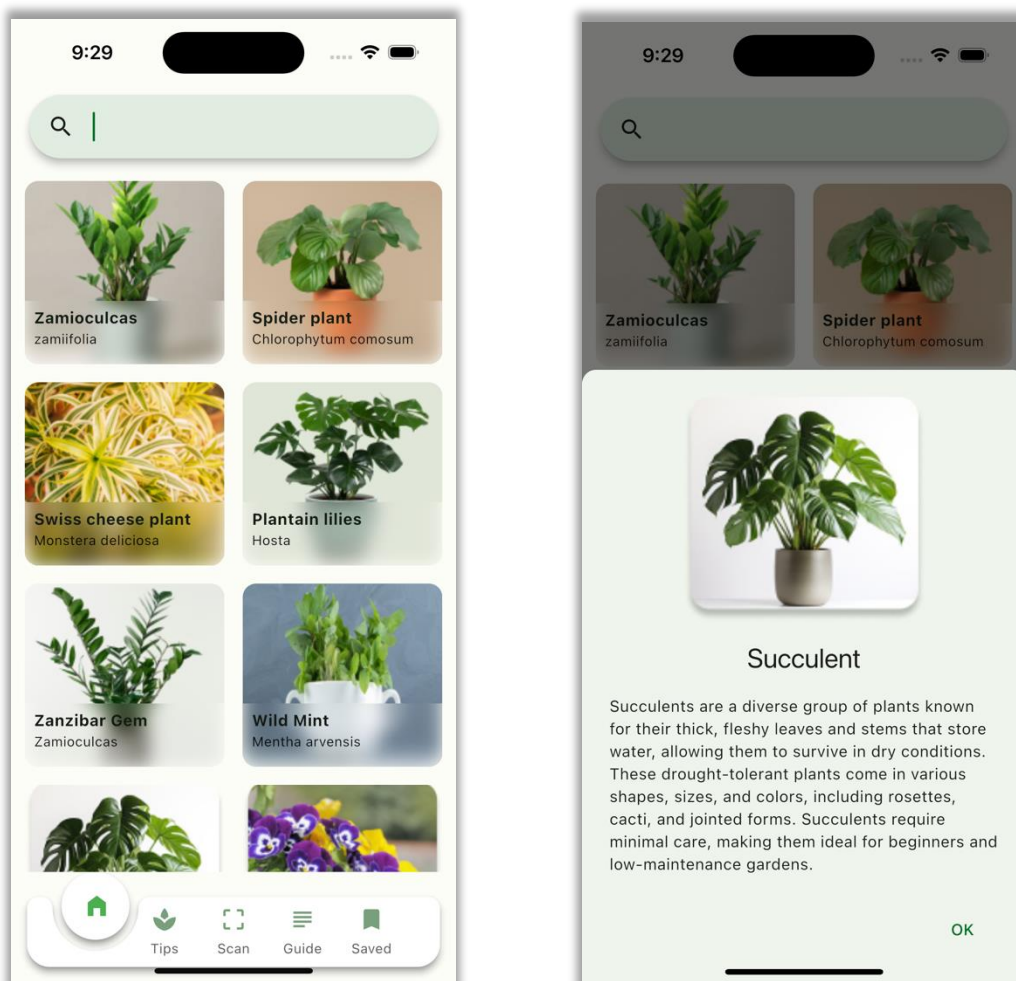 9:29
Zamioculcas
zamiifolia
Spider plant
Chlorophytum comosum
Swiss cheese plant
Monstera deliciosa
Plantain lilies
Hosta
Zanzibar Gem
Zamioculcas
Wild Mint
Mentha arvensis
Tips
Scan
Guide
Saved
9:29
Zamioculcas
zamiifolia
Spider plant
Chlorophytum comosum
Succulent
Succulents are a diverse group of plants known
for their thick, fleshy leaves and stems that store
water, allowing them to survive in dry conditions.
These drought-tolerant plants come in various
shapes, sizes, and colors, including rosettes,
cacti, and jointed forms. Succulents require
minimal care, making them ideal for beginners and
low-maintenance gardens.
OK